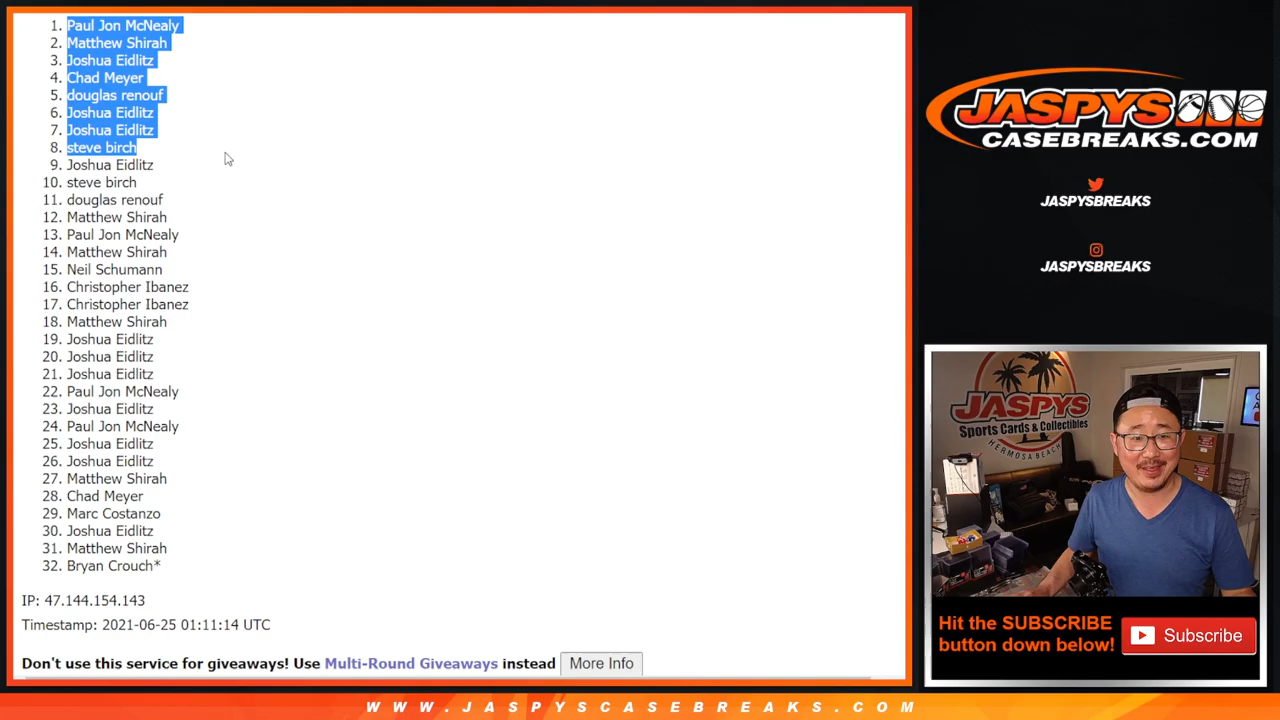 1. Paul Jon McNealy
2. Matthew Shirah
3. Joshua Eidlitz
4. Chad Meyer
5. douglas renouf
6. Joshua Eidlitz
7. Joshua Eidlitz
8. steve birch
9. Joshua Eidlitz
10. steve birch
11. douglas renouf
12. Matthew Shirah
13. Paul Jon McNealy
14. Matthew Shirah
15. Neil Schumann
16. Christopher Ibanez
17. Christopher Ibanez
18. Matthew Shirah
19. Joshua Eidlitz
20. Joshua Eidlitz
21. Joshua Eidlitz
22. Paul Jon McNealy
23. Joshua Eidlitz
24. Paul Jon McNealy
25. Joshua Eidlitz
26. Joshua Eidlitz
27. Matthew Shirah
28. Chad Meyer
29. Marc Costanzo
30. Joshua Eidlitz
31. Matthew Shirah
32. Bryan Crouch*
IP: 47.144.154.143
Timestamp: 2021-06-25 01:11:14 UTC
Don't use this service for giveaways! Use Multi-Round Giveaways instead More Info
JASPYS
CASEBREAKS.COM
JASPYSBREAKS
JASPYSBREAKS
JASPYS
Sports Cards & Collectibles
HERMOSA BEACH
Hit the SUBSCRIBE
button down below!
Subscribe
WWW.JASPYSCASEBREAKS.COM